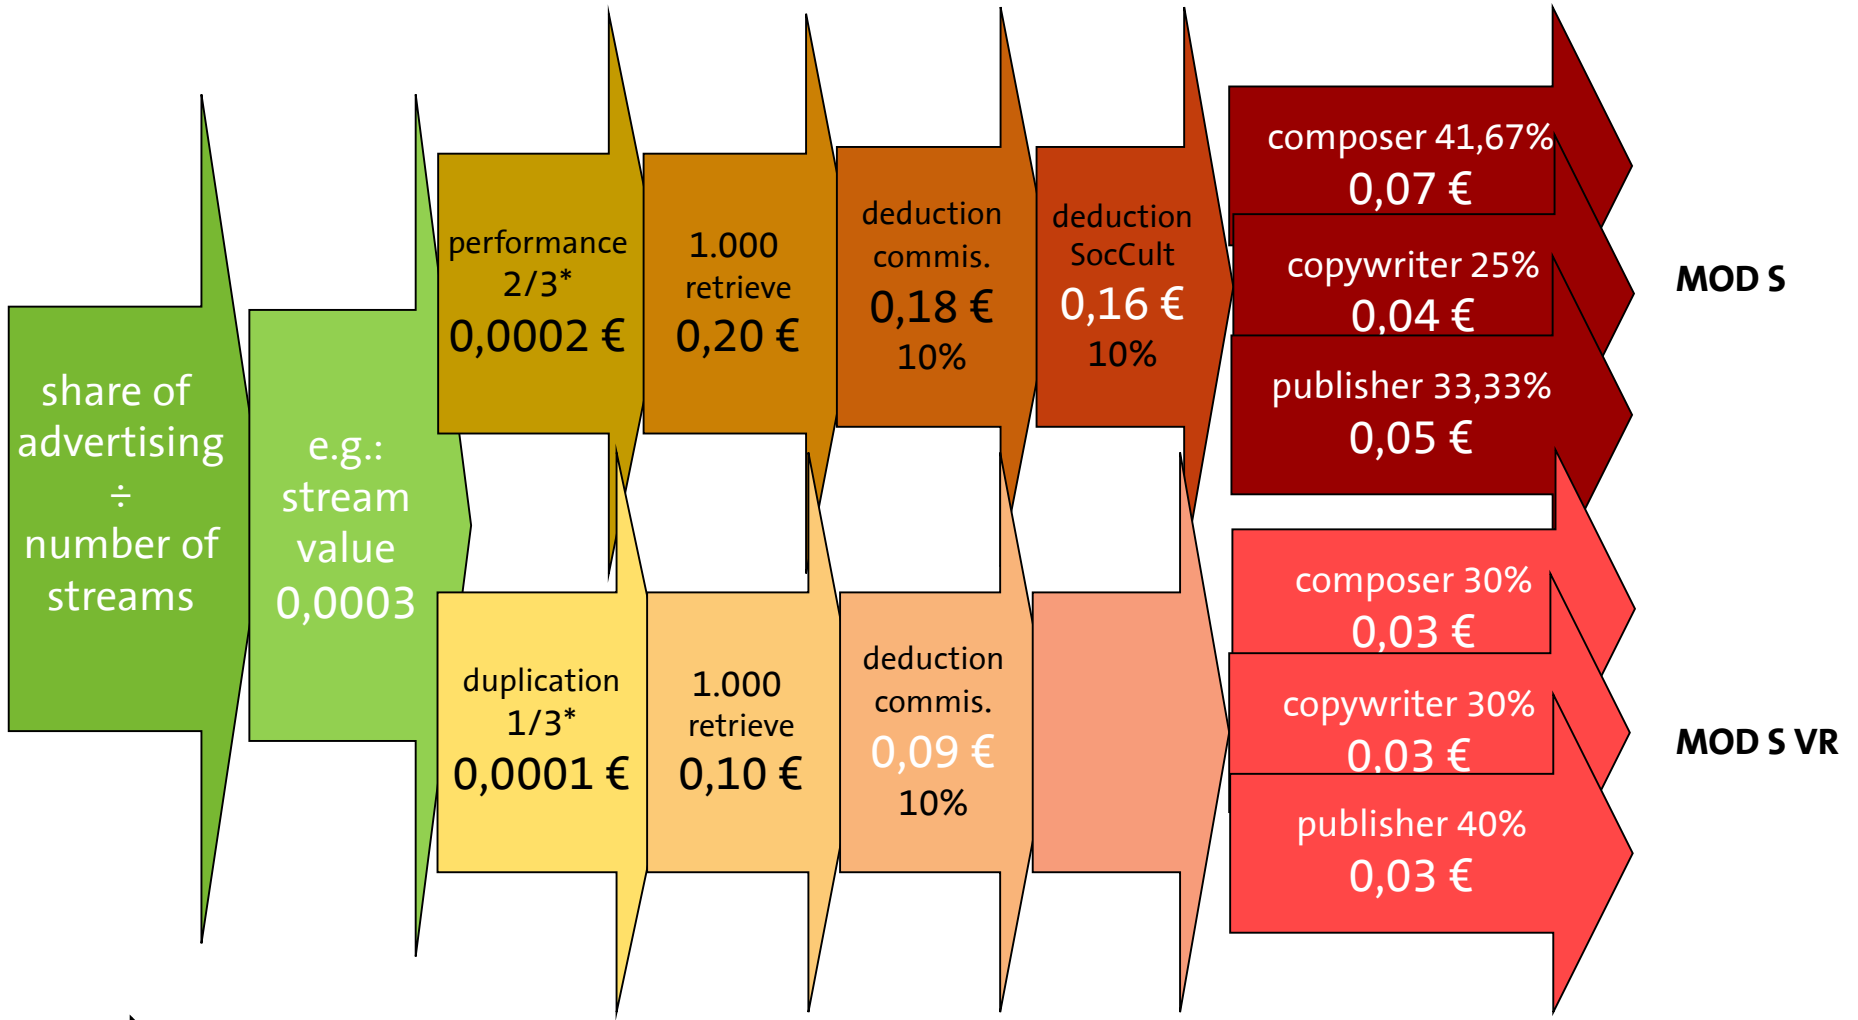 share of
advertising
÷
number of
streams
e.g.:
stream
value
0,0003
performance
2/3*
0,0002 €
1.000
retrieve
0,20 €
deduction
commis.
0,18 €
10%
deduction
SocCult
0,16 €
10%
composer 41,67%
0,07 €
copywriter 25%
0,04 €
publisher 33,33%
0,05 €
MOD S
duplication
1/3*
0,0001 €
1.000
retrieve
0,10 €
deduction
commis.
0,09 €
10%
composer 30%
0,03 €
copywriter 30%
0,03 €
publisher 40%
0,03 €
MOD S VR